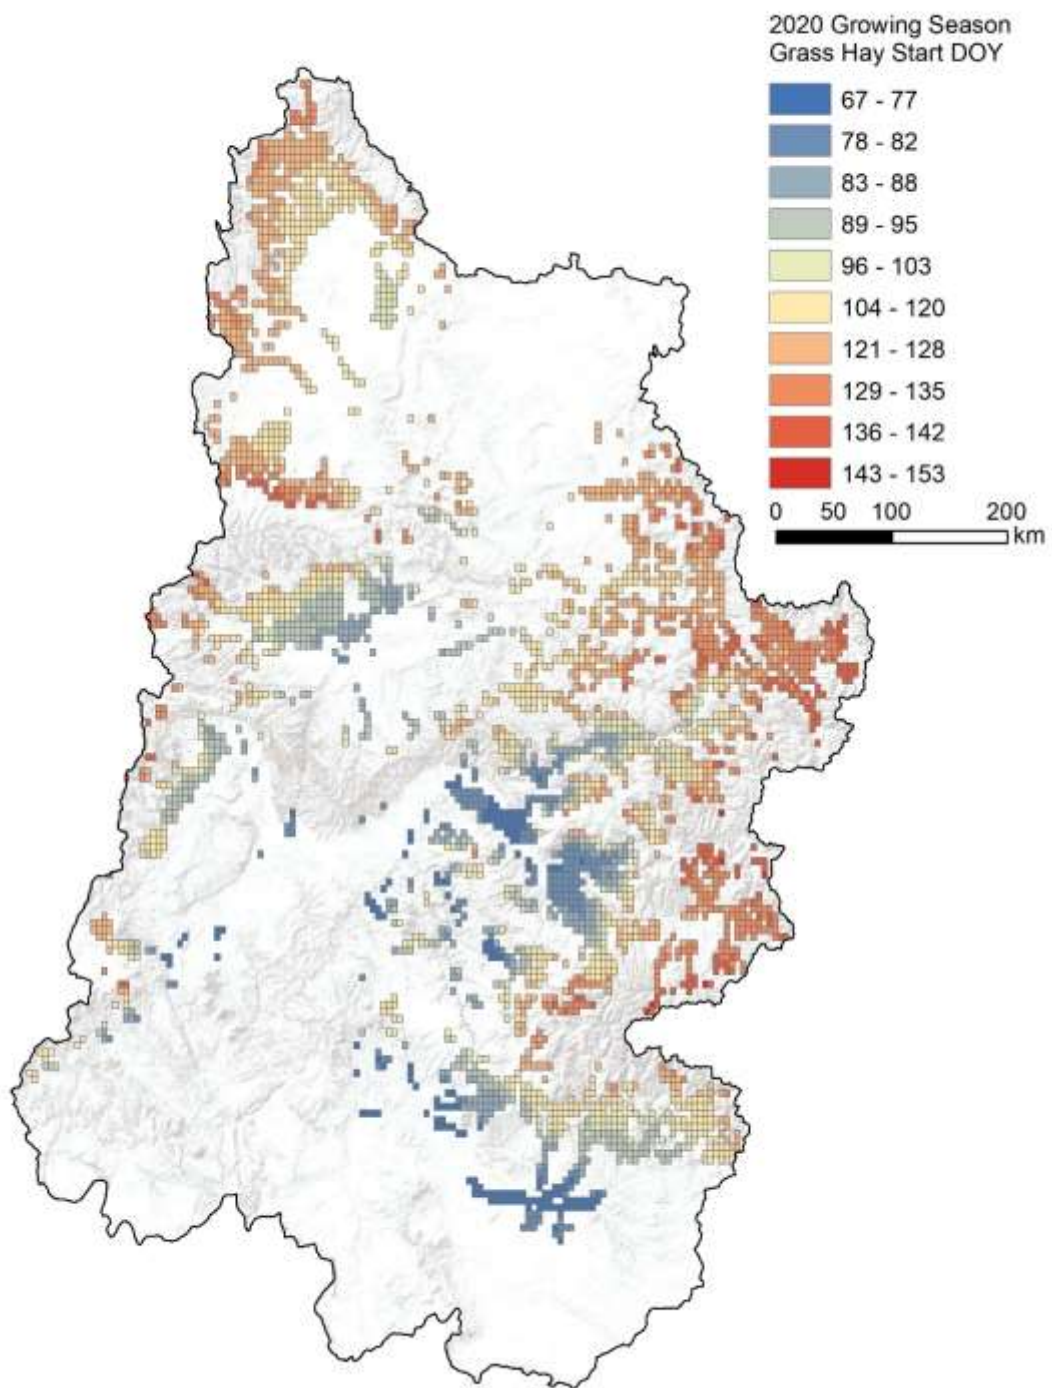 2020 Growing Season
Grass Hay Start DOY
67 - 77
78 - 82
83 - 88
89 - 95
96 - 103
104 - 120
121 - 128
129 - 135
136 - 142
143 - 153
0 50 100 200
km